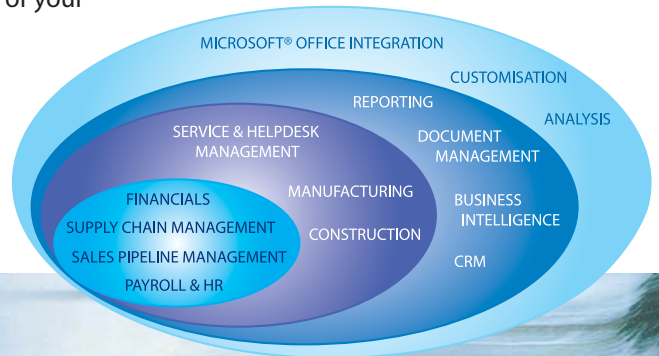 of your
MICROSOFT® OFFICE INTEGRATION
CUSTOMISATION
ANALYSIS
REPORTING
DOCUMENT
MANAGEMENT
BUSINESS
INTELLIGENCE
CRM
SERVICE & HELPDESK
MANAGEMENT
MANUFACTURING
CONSTRUCTION
FINANCIALS
SUPPLY CHAIN MANAGEMENT
SALES PIPELINE MANAGEMENT
PAYROLL & HR